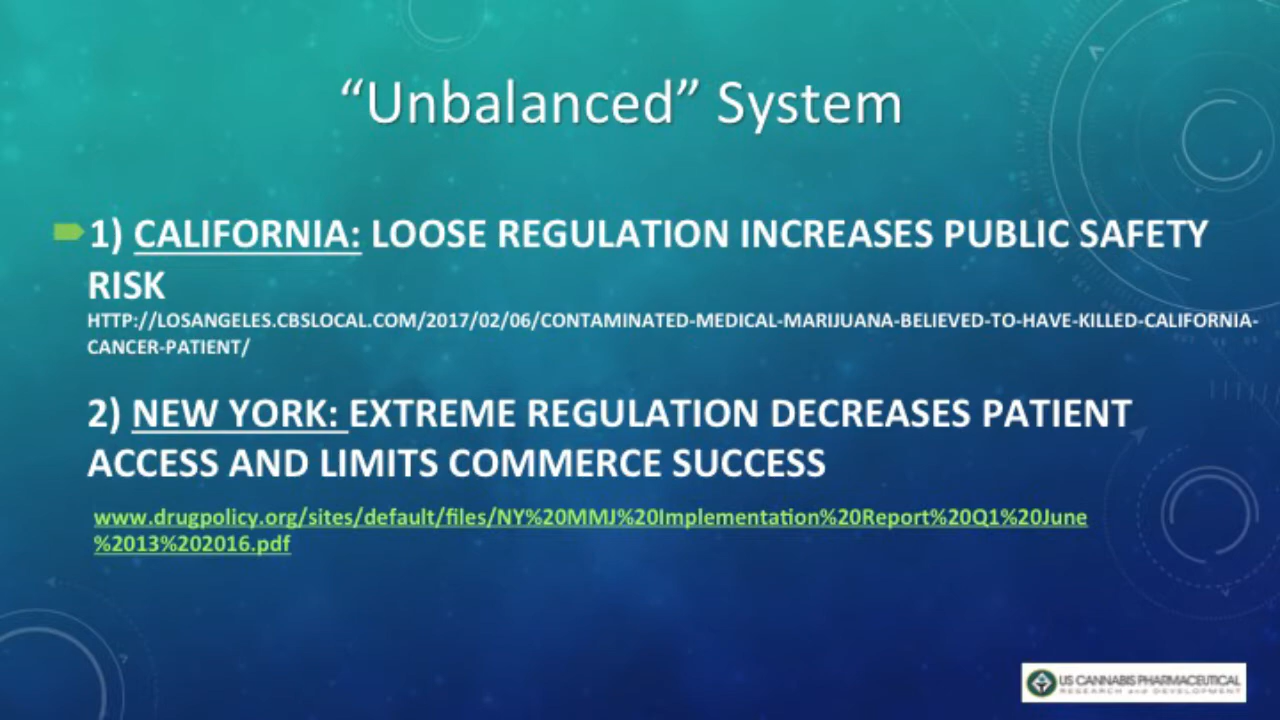 “Unbalanced” System
1) CALIFORNIA: LOOSE REGULATION INCREASES PUBLIC SAFETY
RISK
HTTP://LOSANGELES.CBSLOCAL.COM/2017/02/06/CONTAMINATED-MEDICAL-MARIJUANA-BELIEVED-TO-HAVE-KILLED-CALIFORNIA-
CANCER-PATIENT/
2) NEW YORK: EXTREME REGULATION DECREASES PATIENT
ACCESS AND LIMITS COMMERCE SUCCESS
www.drugpolicy.org/sites/default/files/NY%20MMJ%20Implementation%20Report%20Q1%20June
%2013%202016.pdf
US CANNABIS PHARMACEUTICAL
RESEARCH and DEVELOPMENT